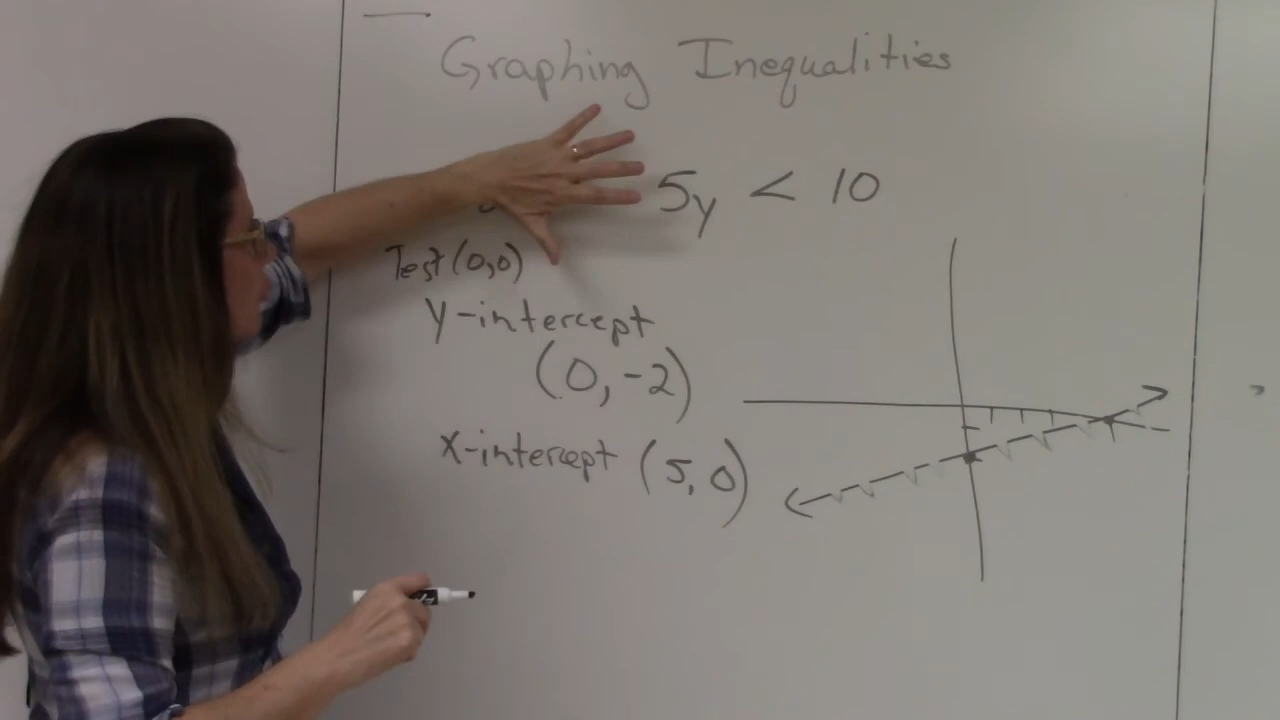 Graphing Inequalities
5y < 10
Test (0,0)
y-intercept
(0, -2)
x-intercept (5, 0)